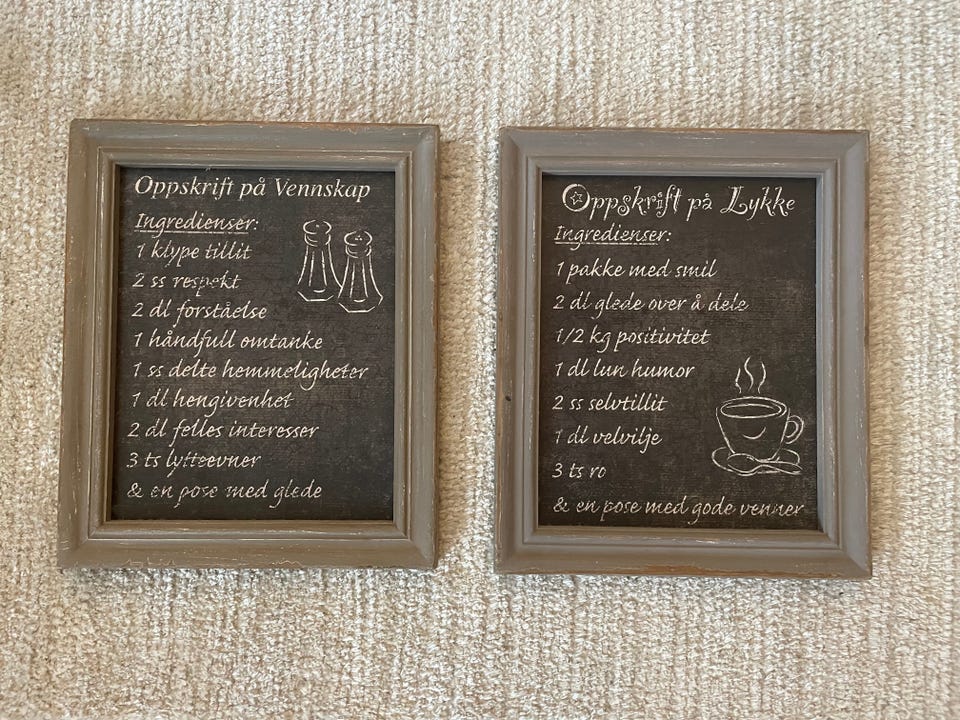 Oppskrift på Vennskap
Ingredienser:
1 klype tillit
2 ss respekt
2 dl forståelse
1 håndfull omtanke
1 ss delte hemmeligheter
1 dl hengivenhet
2 dl felles interesser
3 ts lytteevner
& en pose med glede
Oppskrift på Lykke
Ingredienser:
1 pakke med smil
2 dl glede over å dele
1/2 kg positivitet
1 dl lun humor
2 ss selvtillit
1 dl velvilje
3 ts ro
& en pose med gode venner